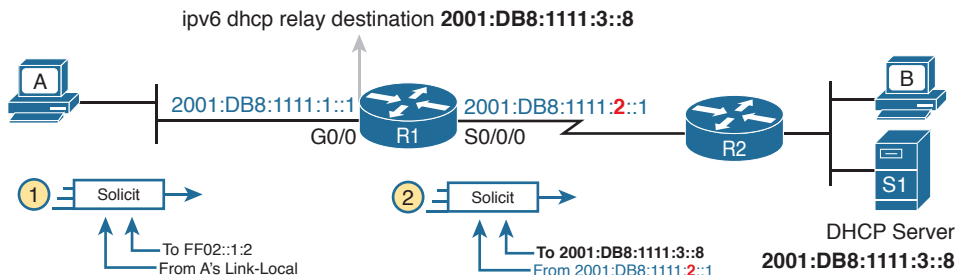 ipv6 dhcp relay destination 2001:DB8:1111:3::8
A
2001:DB8:1111:1::1
G0/0
R1
2001:DB8:1111:2::1
S0/0/0
R2
B
S1
1
Solicit
To FF02::1:2
From A's Link-Local
2
Solicit
To 2001:DB8:1111:3::8
From 2001:DB8:1111:2::1
DHCP Server
2001:DB8:1111:3::8